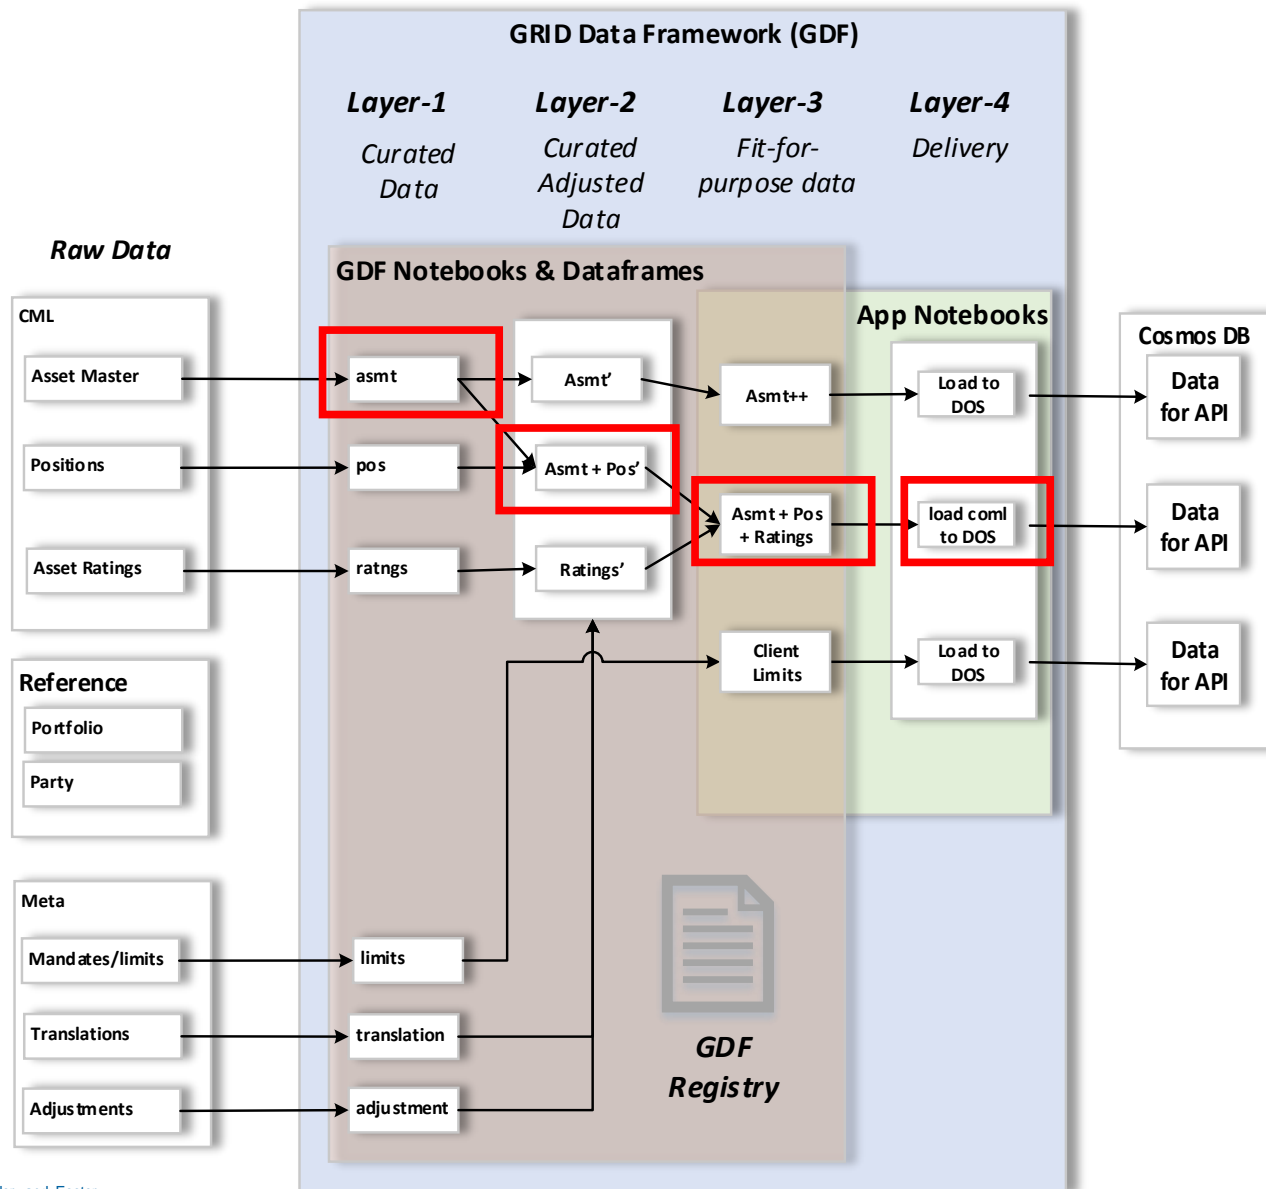 GRID Data Framework (GDF)
Layer-1
Layer-2
Layer-3
Layer-4
Curated
Data
Curated
Adjusted
Data
Fit-for-
purpose data
Delivery
Raw Data
GDF Notebooks & Dataframes
App Notebooks
CML
Asset Master
Positions
Asset Ratings
asmt
pos
ratngs
Asmt’
Asmt + Pos’
Ratings’
Asmt++
Asmt + Pos
+ Ratings
Client
Limits
Load to
DOS
load coml
to DOS
Load to
DOS
Cosmos DB
Data
for API
Data
for API
Data
for API
Reference
Portfolio
Party
Meta
Mandates/limits
Translations
Adjustments
limits
translation
adjustment
GDF
Registry